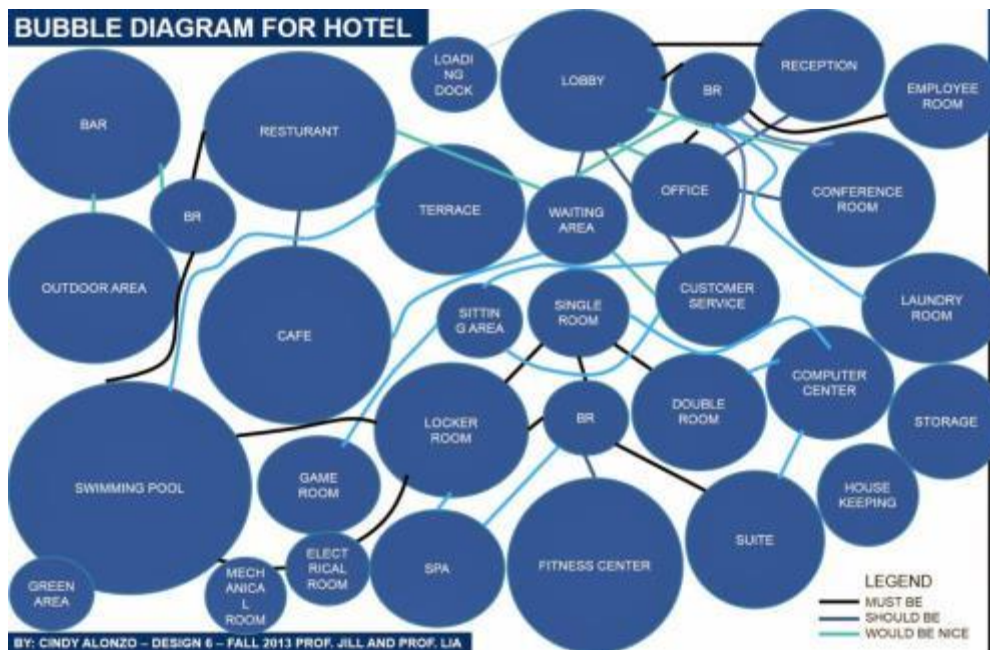 BUBBLE DIAGRAM FOR HOTEL
LOADI
NG
DOCK
LOBBY
RECEPTION
BR
EMPLOYEE
ROOM
BAR
RESTURANT
BR
TERRACE
WAITING
AREA
OFFICE
CONFERENCE
ROOM
OUTDOOR AREA
CAFE
SITTIN
G AREA
SINGLE
ROOM
CUSTOMER
SERVICE
LAUNDRY
ROOM
COMPUTER
CENTER
LOCKER
ROOM
BR
DOUBLE
ROOM
STORAGE
SWIMMING POOL
GAME
ROOM
HOUSE
KEEPING
ELECT
RICAL
ROOM
SPA
FITNESS CENTER
SUITE
GREEN
AREA
MECH
ANICA
L
ROOM
LEGEND
MUST BE
SHOULD BE
WOULD BE NICE
BY: CINDY ALONZO – DESIGN 6 – FALL 2013 PROF. JILL AND PROF. LIA